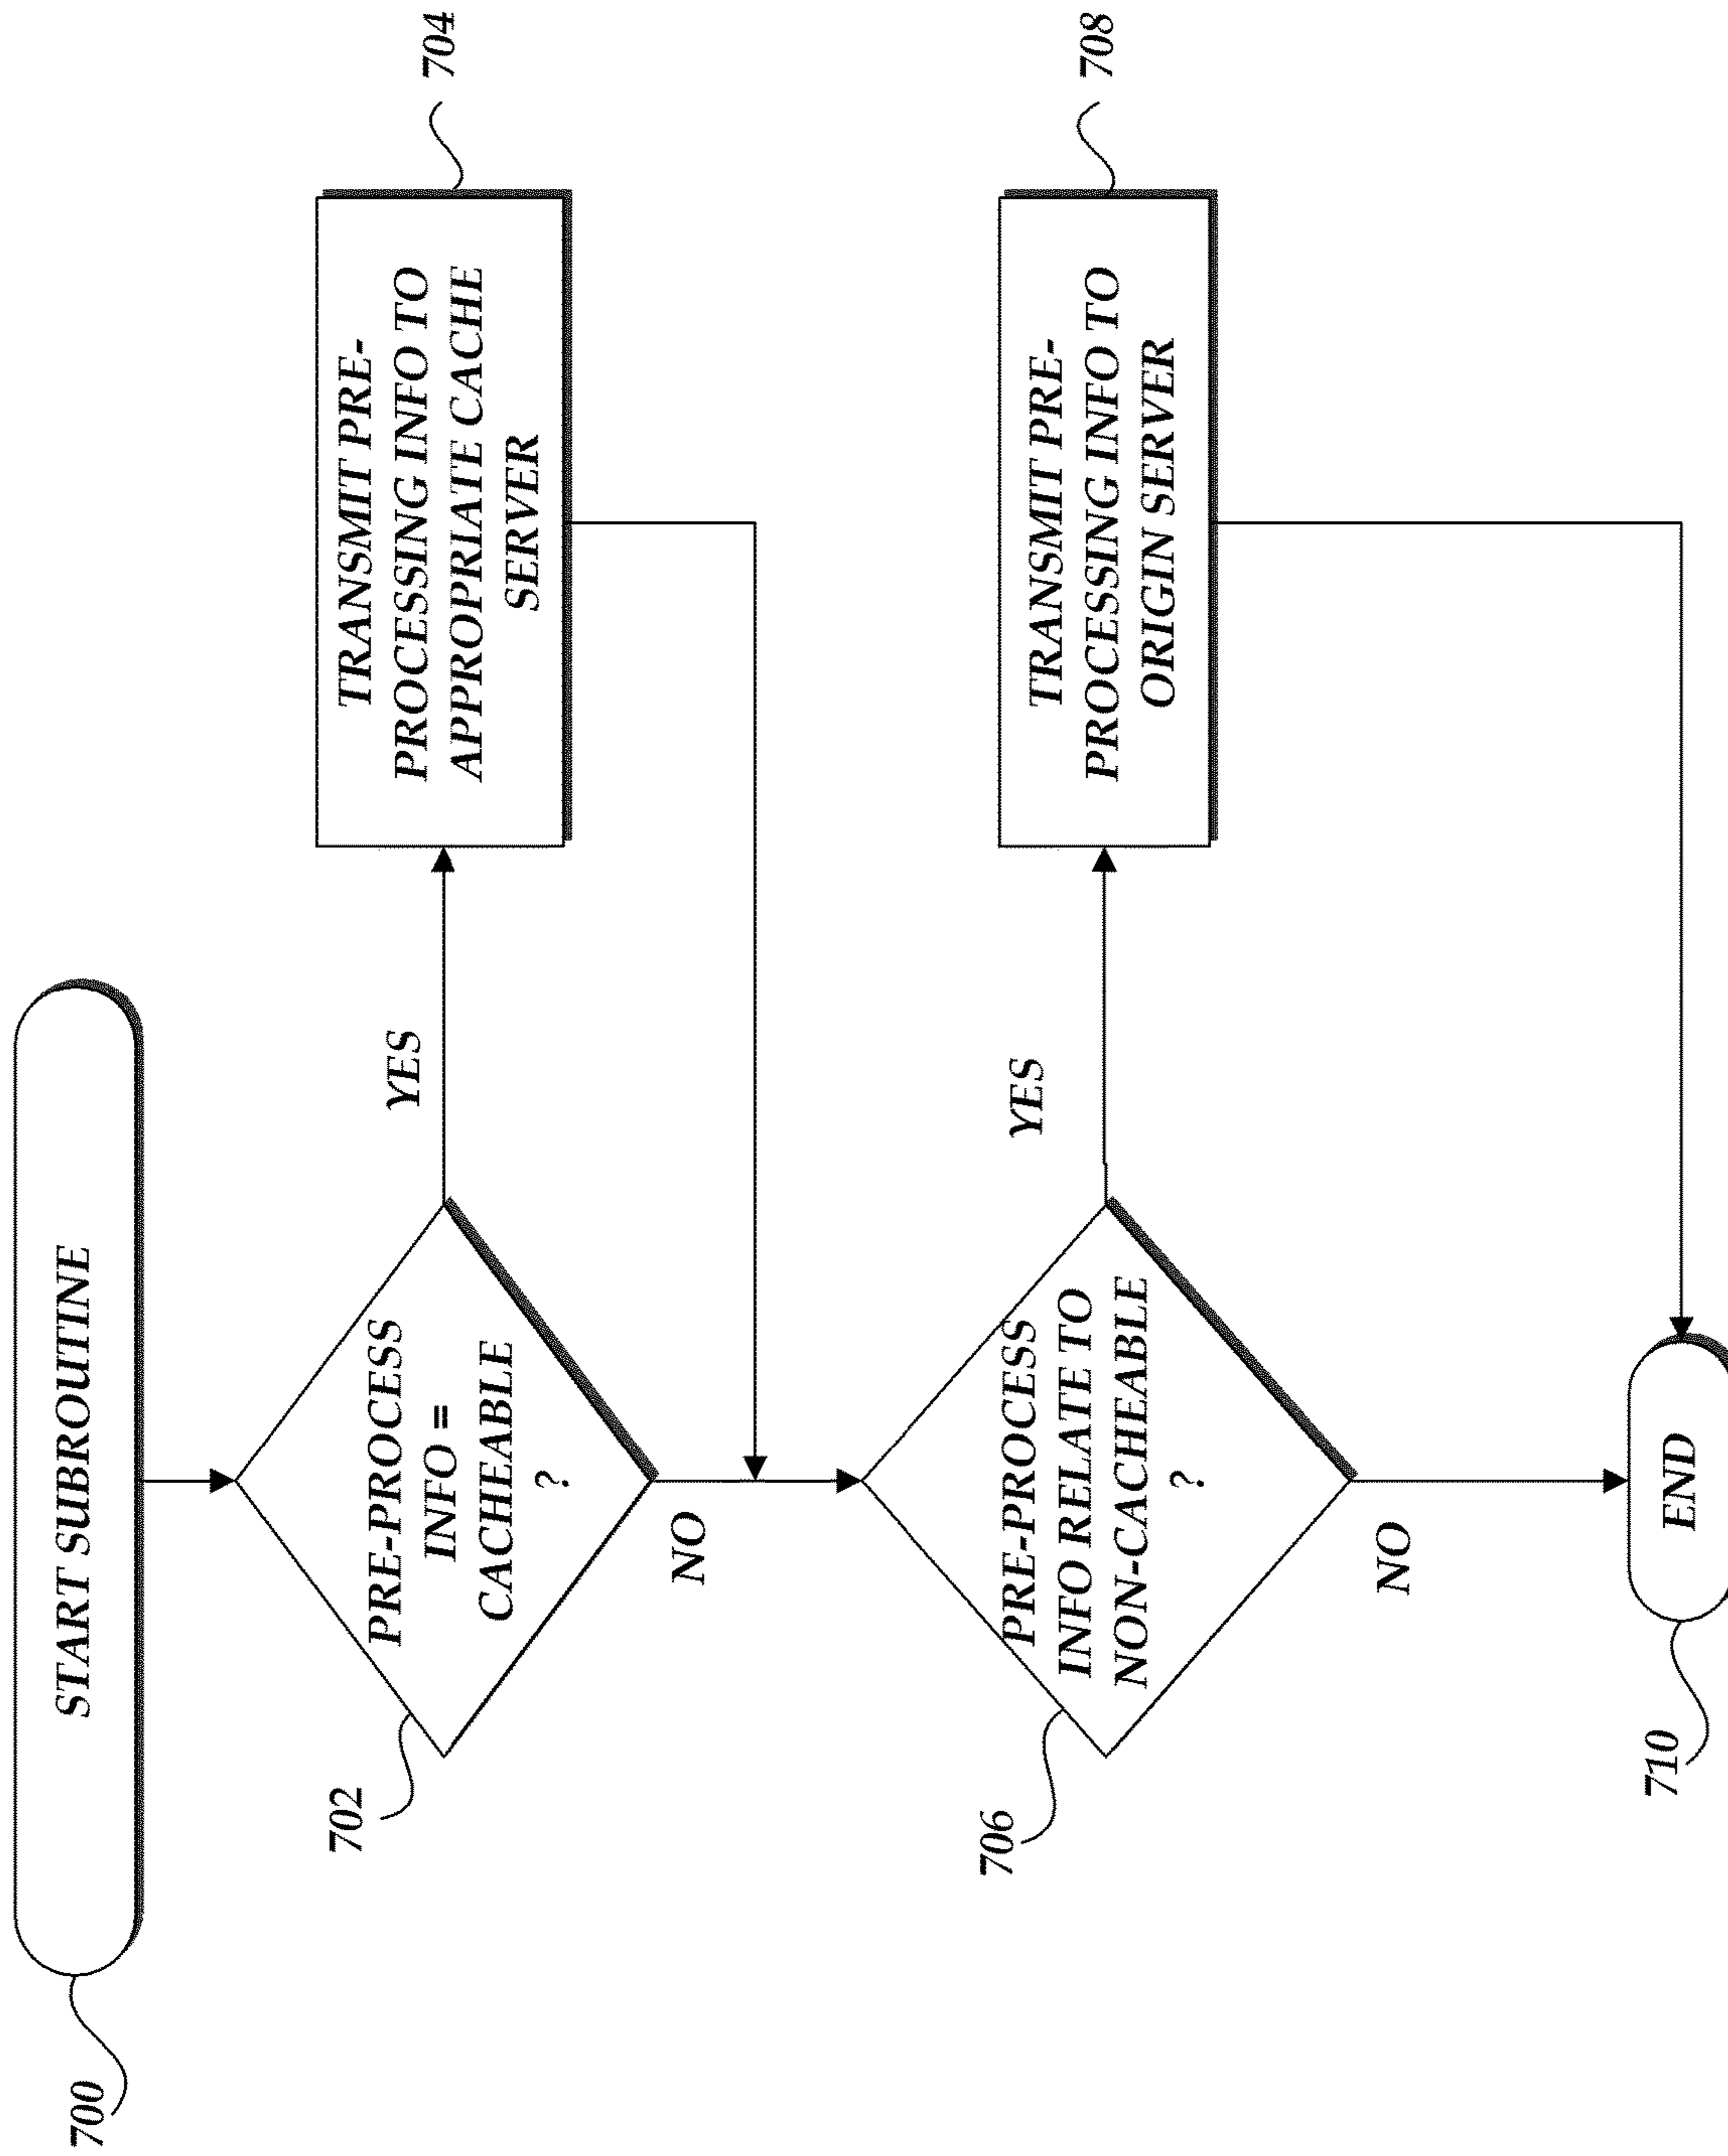 700
START SUBROUTINE
702
PRE-PROCESS
INFO =
CACHEABLE
?
YES
TRANSMIT PRE-
PROCESSING INFO TO
APPROPRIATE CACHE
SERVER
704
NO
706
PRE-PROCESS
INFO RELATE TO
NON-CACHEABLE
?
YES
TRANSMIT PRE-
PROCESSING INFO TO
ORIGIN SERVER
708
NO
710
END